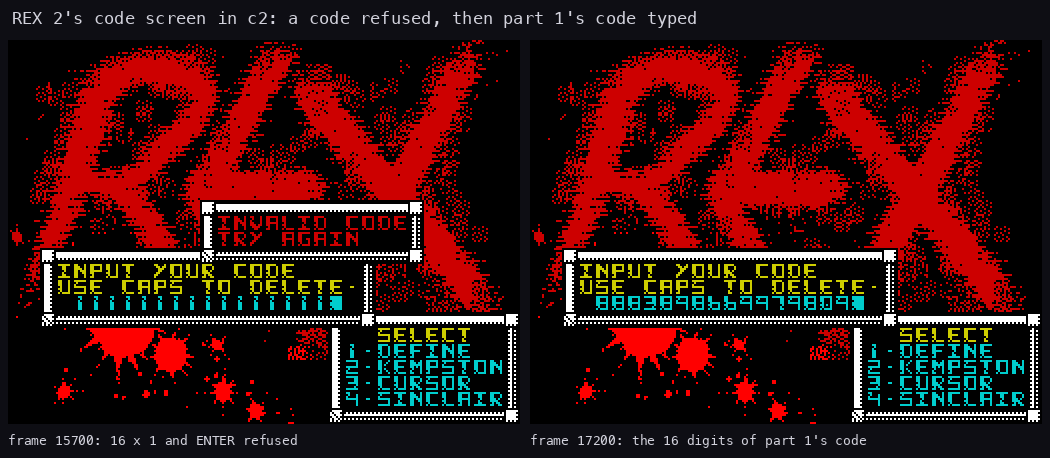 REX 2's code screen in c2: a code refused, then part 1's code typed
REX
INVALID CODE
TRY AGAIN
INPUT YOUR CODE
USE CAPS TO DELETE-
1111111111111111
SELECT
1-DEFINE
2-KEMPSTON
3-CURSOR
4-SINCLAIR
frame 15700: 16 x 1 and ENTER refused
REX
INPUT YOUR CODE
USE CAPS TO DELETE-
SELECT
1-DEFINE
2-KEMPSTON
3-CURSOR
4-SINCLAIR
frame 17200: the 16 digits of part 1's code